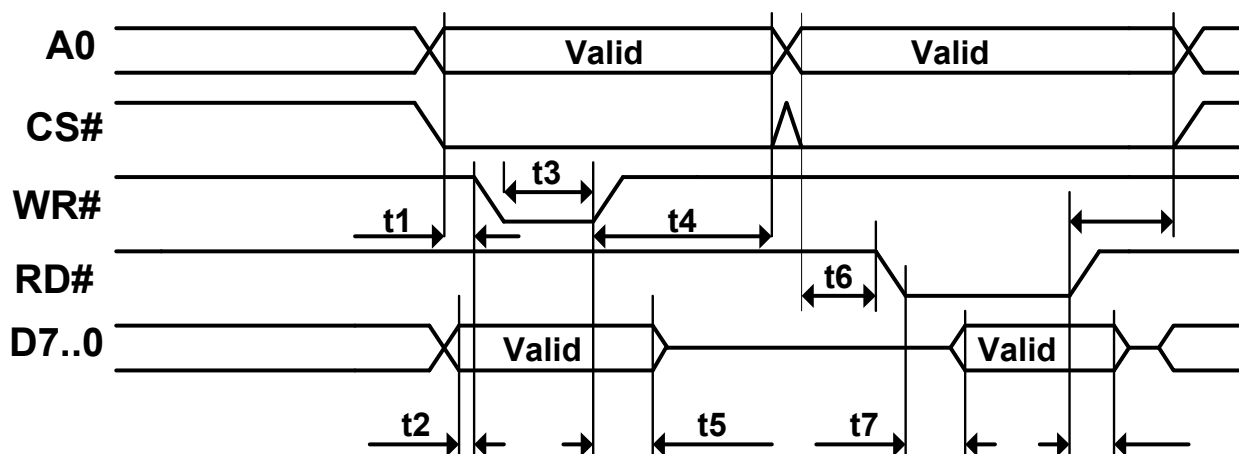 A0
Valid
Valid
CS#
t3
WR#
t1
t4
RD#
t6
D7..0
Valid
Valid
t2
t5
t7